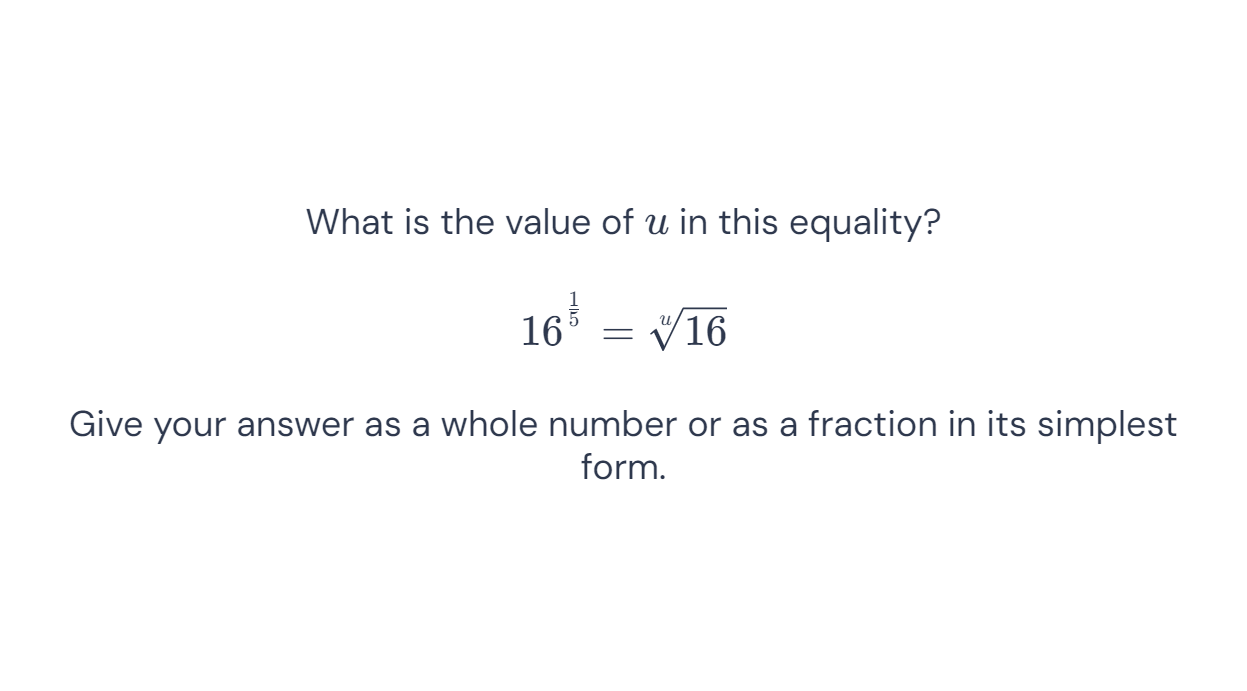 What is the value of u in this equality?
16^{\frac{1}{5}} = \sqrt[u]{16}
Give your answer as a whole number or as a fraction in its simplest
form.